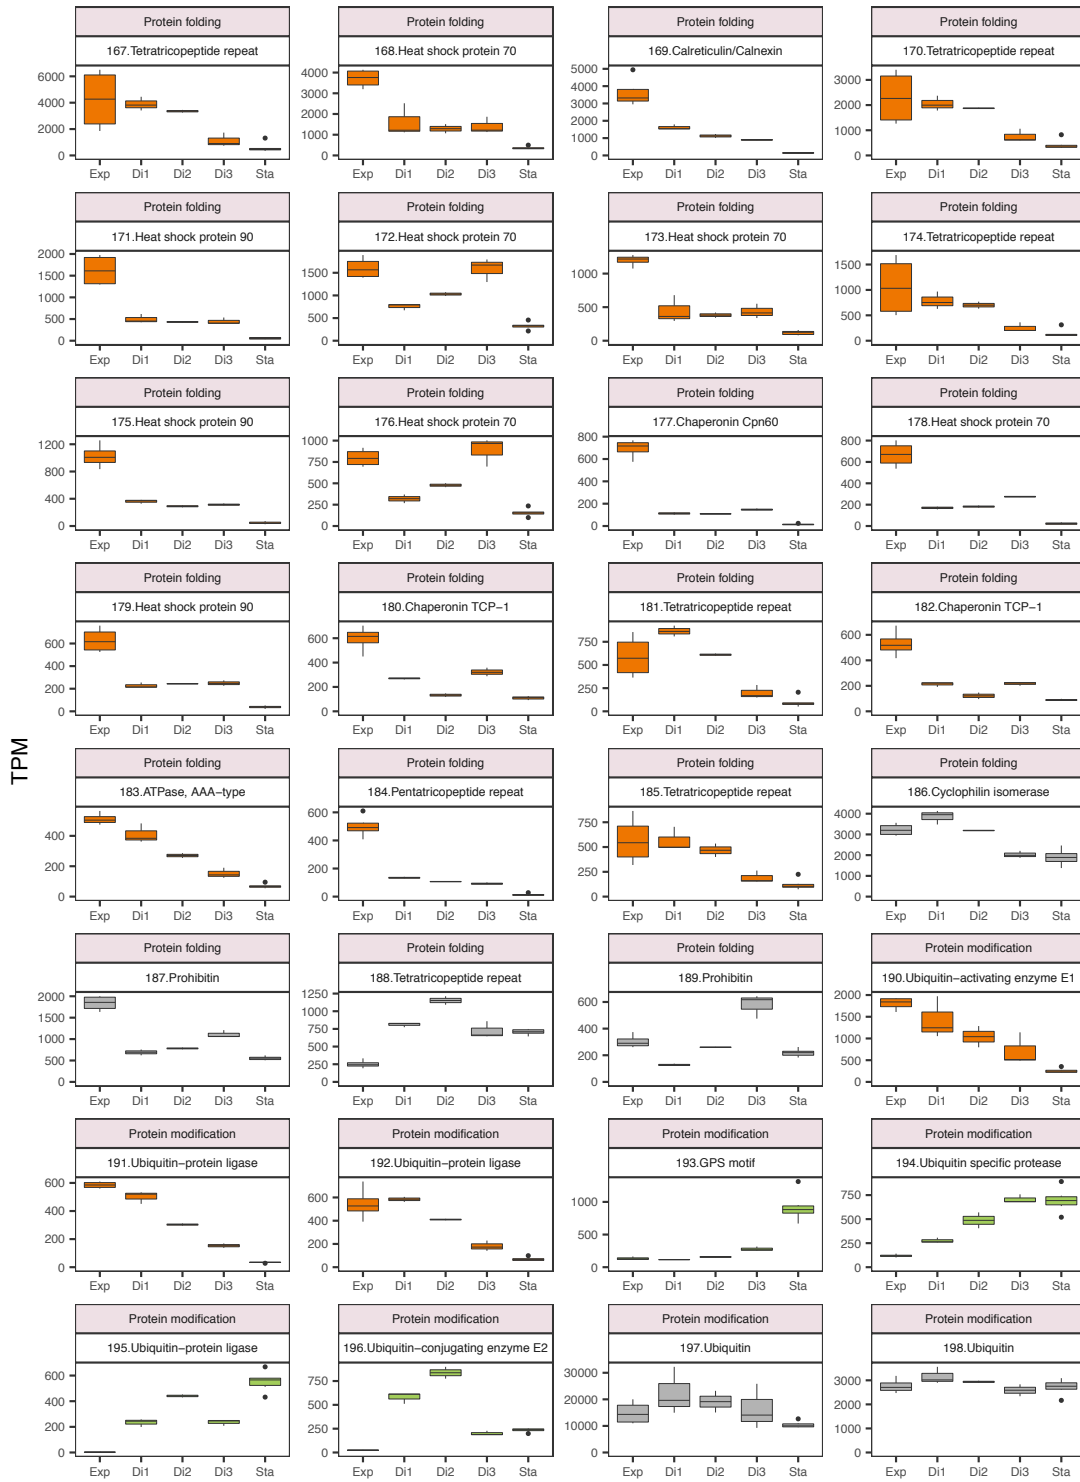 TPM
Protein folding Protein folding Protein folding Protein folding
167.Tetratricopeptide repeat 168.Heat shock protein 70 169.Calreticulin/Calnexin 170.Tetratricopeptide repeat
6000 4000 2000 0 4000 3000 2000 1000 0 5000 4000 3000 2000 1000 0 3000 2000 1000 0
Exp Di1 Di2 Di3 Sta Exp Di1 Di2 Di3 Sta Exp Di1 Di2 Di3 Sta Exp Di1 Di2 Di3 Sta
Protein folding Protein folding Protein folding Protein folding
171.Heat shock protein 90 172.Heat shock protein 70 173.Heat shock protein 70 174.Tetratricopeptide repeat
2000 1500 1000 500 0 1500 1000 500 0 1000 500 0 1500 1000 500 0
Exp Di1 Di2 Di3 Sta Exp Di1 Di2 Di3 Sta Exp Di1 Di2 Di3 Sta Exp Di1 Di2 Di3 Sta
Protein folding Protein folding Protein folding Protein folding
175.Heat shock protein 90 176.Heat shock protein 70 177.Chaperonin Cpn60 178.Heat shock protein 70
1200 800 400 0 1000 750 500 250 0 800 600 400 200 0 800 600 400 200 0
Exp Di1 Di2 Di3 Sta Exp Di1 Di2 Di3 Sta Exp Di1 Di2 Di3 Sta Exp Di1 Di2 Di3 Sta
Protein folding Protein folding Protein folding Protein folding
179.Heat shock protein 90 180.Chaperonin TCP−1 181.Tetratricopeptide repeat 182.Chaperonin TCP−1
600 400 200 0 600 400 200 0 750 500 250 0 600 400 200 0
Exp Di1 Di2 Di3 Sta Exp Di1 Di2 Di3 Sta Exp Di1 Di2 Di3 Sta Exp Di1 Di2 Di3 Sta
Protein folding Protein folding Protein folding Protein folding
183.ATPase, AAA−type 184.Pentatricopeptide repeat 185.Tetratricopeptide repeat 186.Cyclophilin isomerase
400 200 0 600 400 200 0 750 500 250 0 4000 3000 2000 1000 0
Exp Di1 Di2 Di3 Sta Exp Di1 Di2 Di3 Sta Exp Di1 Di2 Di3 Sta Exp Di1 Di2 Di3 Sta
Protein folding Protein folding Protein folding Protein modification
187.Prohibitin 188.Tetratricopeptide repeat 189.Prohibitin 190.Ubiquitin−activating enzyme E1
2000 1500 1000 500 0 1250 1000 750 500 250 0 600 400 200 0 2000 1500 1000 500 0
Exp Di1 Di2 Di3 Sta Exp Di1 Di2 Di3 Sta Exp Di1 Di2 Di3 Sta Exp Di1 Di2 Di3 Sta
Protein modification Protein modification Protein modification Protein modification
191.Ubiquitin−protein ligase 192.Ubiquitin−protein ligase 193.GPS motif 194.Ubiquitin specific protease
600 400 200 0 600 400 200 0 1000 500 0 750 500 250 0
Exp Di1 Di2 Di3 Sta Exp Di1 Di2 Di3 Sta Exp Di1 Di2 Di3 Sta Exp Di1 Di2 Di3 Sta
Protein modification Protein modification Protein modification Protein modification
195.Ubiquitin−protein ligase 196.Ubiquitin−conjugating enzyme E2 197.Ubiquitin 198.Ubiquitin
600 400 200 0 750 500 250 0 30000 20000 10000 0 3000 2000 1000 0
Exp Di1 Di2 Di3 Sta Exp Di1 Di2 Di3 Sta Exp Di1 Di2 Di3 Sta Exp Di1 Di2 Di3 Sta